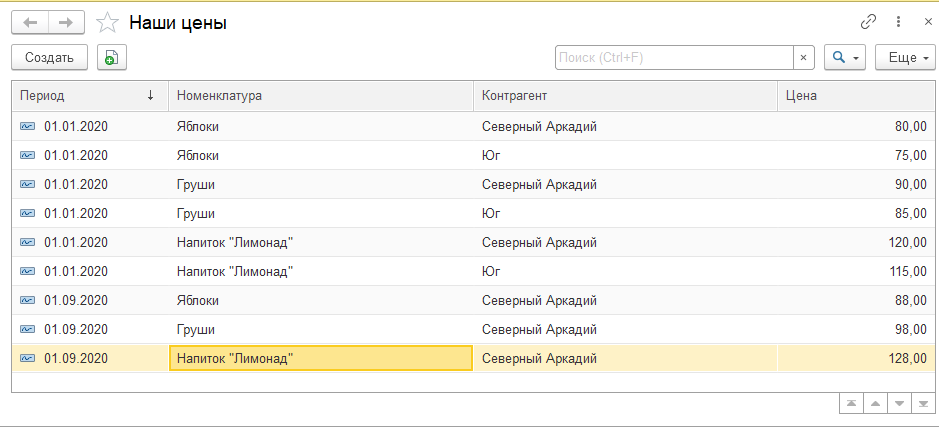 Наши цены
Создать Поиск (Ctrl+F) × Еще
Период ↓ Номенклатура Контрагент Цена
01.01.2020 Яблоки Северный Аркадий 80,00
01.01.2020 Яблоки Юг 75,00
01.01.2020 Груши Северный Аркадий 90,00
01.01.2020 Груши Юг 85,00
01.01.2020 Напиток "Лимонад" Северный Аркадий 120,00
01.01.2020 Напиток "Лимонад" Юг 115,00
01.09.2020 Яблоки Северный Аркадий 88,00
01.09.2020 Груши Северный Аркадий 98,00
01.09.2020 Напиток "Лимонад" Северный Аркадий 128,00